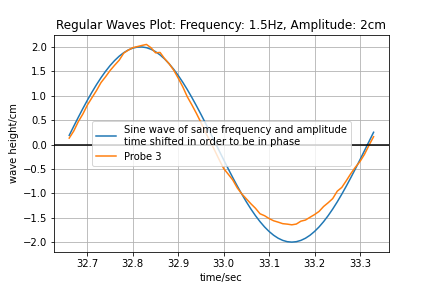 Regular Waves Plot: Frequency: 1.5Hz, Amplitude: 2cm
wave height/cm
2.0
1.5
1.0
0.5
0.0
−0.5
−1.0
−1.5
−2.0
Sine wave of same frequency and amplitude
time shifted in order to be in phase
Probe 3
32.7 32.8 32.9 33.0 33.1 33.2 33.3
time/sec